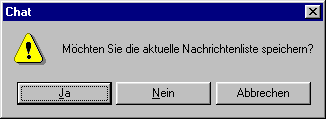 Chat
Möchten Sie die aktuelle Nachrichtenliste speichern?
Ja
Nein
Abbrechen